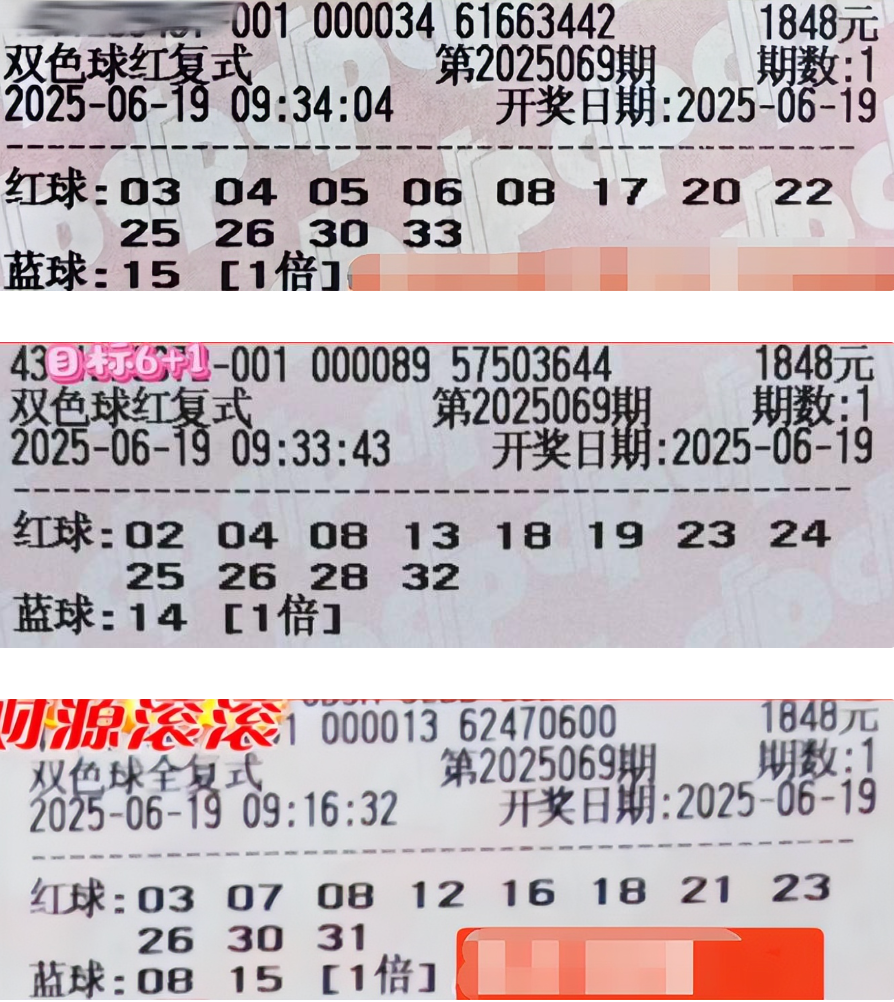 001 000034 61663442 1848元
双色球红复式 第2025069期 期数:1
2025-06-19 09:34:04 开奖日期:2025-06-19
红球:03 04 05 06 08 17 20 22
25 26 30 33
蓝球:15 [1倍]
43 目标6+1 -001 000089 57503644 1848元
双色球红复式 第2025069期 期数:1
2025-06-19 09:33:43 开奖日期:2025-06-19
红球:02 04 08 13 18 19 23 24
25 26 28 32
蓝球:14 [1倍]
财源滚滚 1 000013 62470600 1848元
双色球全复式 第2025069期 期数:1
2025-06-19 09:16:32 开奖日期:2025-06-19
红球:03 07 08 12 16 18 21 23
26 30 31
蓝球:08 15 [1倍]